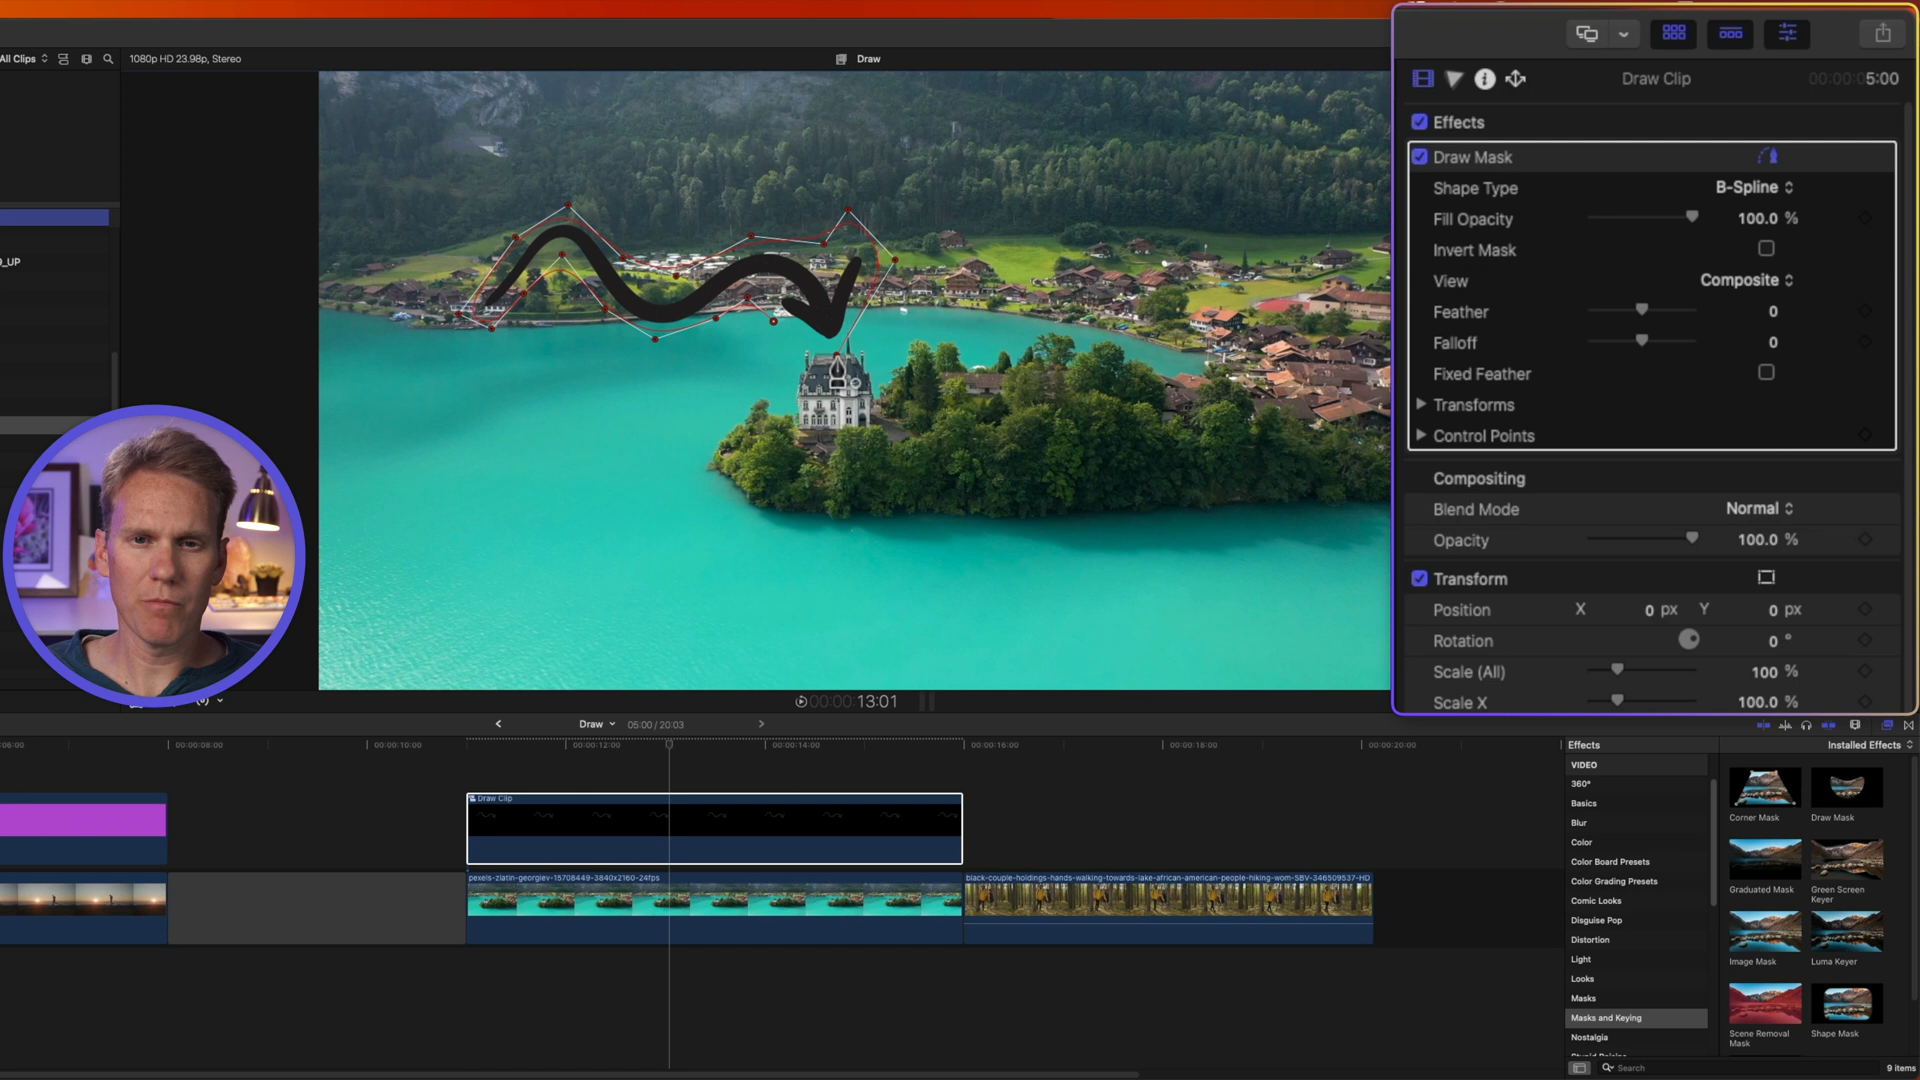 All Clips
1080p HD 23.98p, Stereo
Draw
9_UP
Draw Clip
00:00:05:00
Effects
Draw Mask
Shape Type
B-Spline
Fill Opacity
100.0 %
Invert Mask
View
Composite
Feather
0
Falloff
0
Fixed Feather
Transforms
Control Points
Compositing
Blend Mode
Normal
Opacity
100.0 %
Transform
Position
X
0 px
Y
0 px
Rotation
0 °
Scale (All)
100 %
Scale X
100.0 %
00:00:13:01
Draw
05:00 / 20:03
00:00:08:00
00:00:10:00
00:00:12:00
00:00:14:00
00:00:16:00
00:00:18:00
00:00:20:00
Draw Clip
pexels-zlatin-georgiev-15708449-3840x2160-24fps
black-couple-holdings-hands-walking-towards-lake-african-american-people-hiking-wom-SBV-346509537-HD
Effects
Installed Effects
VIDEO
360°
Basics
Blur
Color
Color Board Presets
Color Grading Presets
Comic Looks
Disguise Pop
Distortion
Light
Looks
Masks
Masks and Keying
Nostalgia
Corner Mask
Draw Mask
Graduated Mask
Green Screen
Keyer
Image Mask
Luma Keyer
Scene Removal
Mask
Shape Mask
Search
9 items